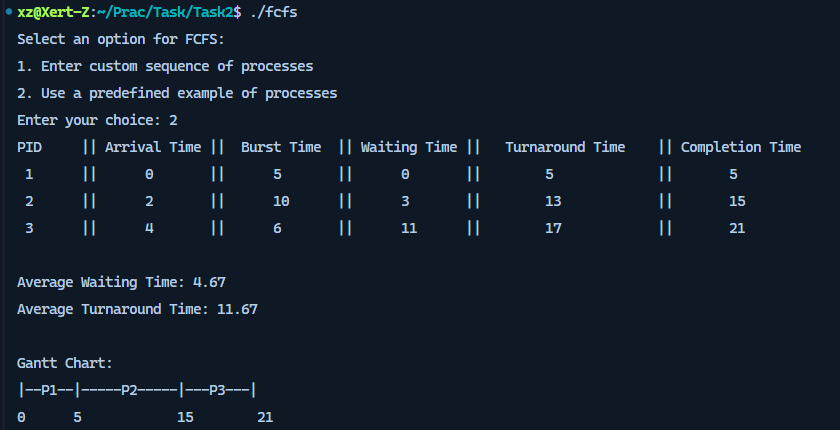 xz@Xert-Z:~/Prac/Task/Task2$ ./fcfs
Select an option for FCFS:
1. Enter custom sequence of processes
2. Use a predefined example of processes
Enter your choice: 2
PID     || Arrival Time ||  Burst Time  || Waiting Time ||   Turnaround Time    || Completion Time
 1      ||      0       ||      5       ||      0       ||        5             ||       5
 2      ||      2       ||      10      ||      3       ||        13            ||       15
 3      ||      4       ||      6       ||      11      ||        17            ||       21
Average Waiting Time: 4.67
Average Turnaround Time: 11.67
Gantt Chart:
|--P1--|-----P2-----|---P3---|
0      5            15        21